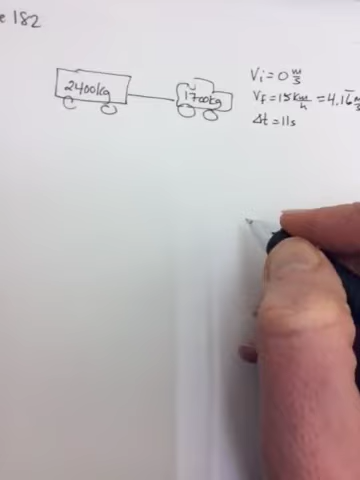 e 182
2400kg
1700kg
Vi = 0 m/s
VF = 15 km/h = 4.16 m/s
Δt = 11s